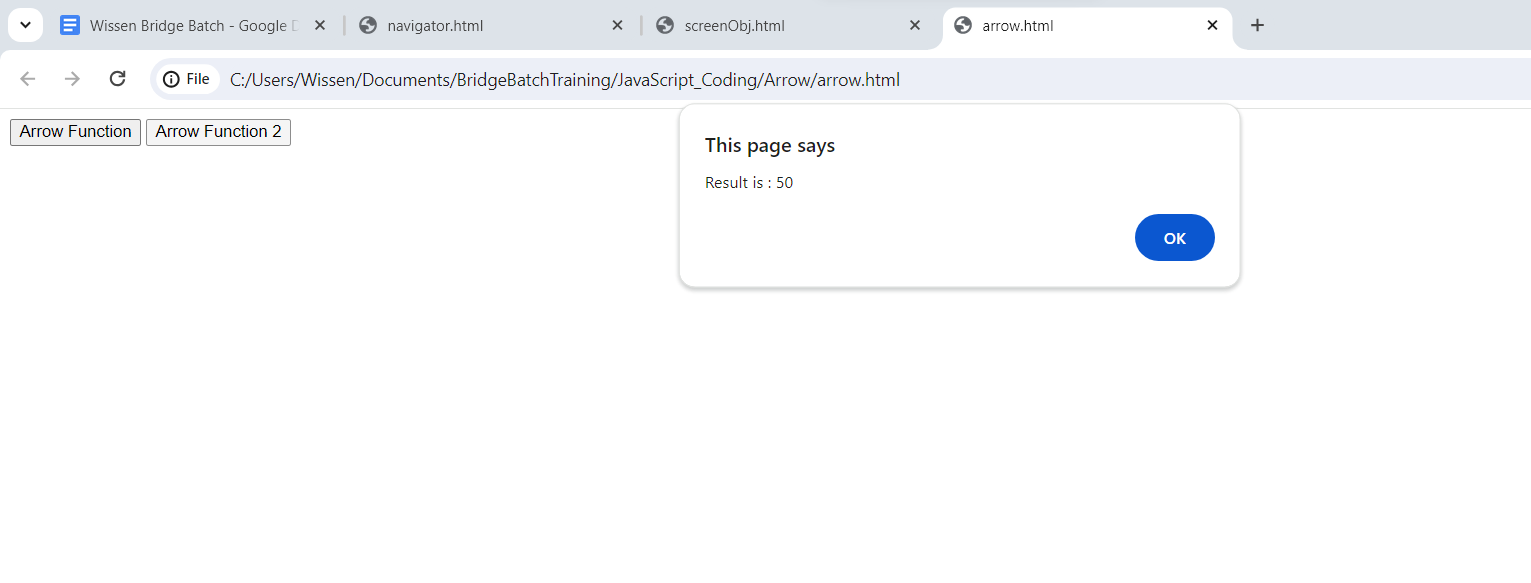 Wissen Bridge Batch - Google D
navigator.html
screenObj.html
arrow.html
File
C:/Users/Wissen/Documents/BridgeBatchTraining/JavaScript_Coding/Arrow/arrow.html
Arrow Function
Arrow Function 2
This page says
Result is : 50
OK